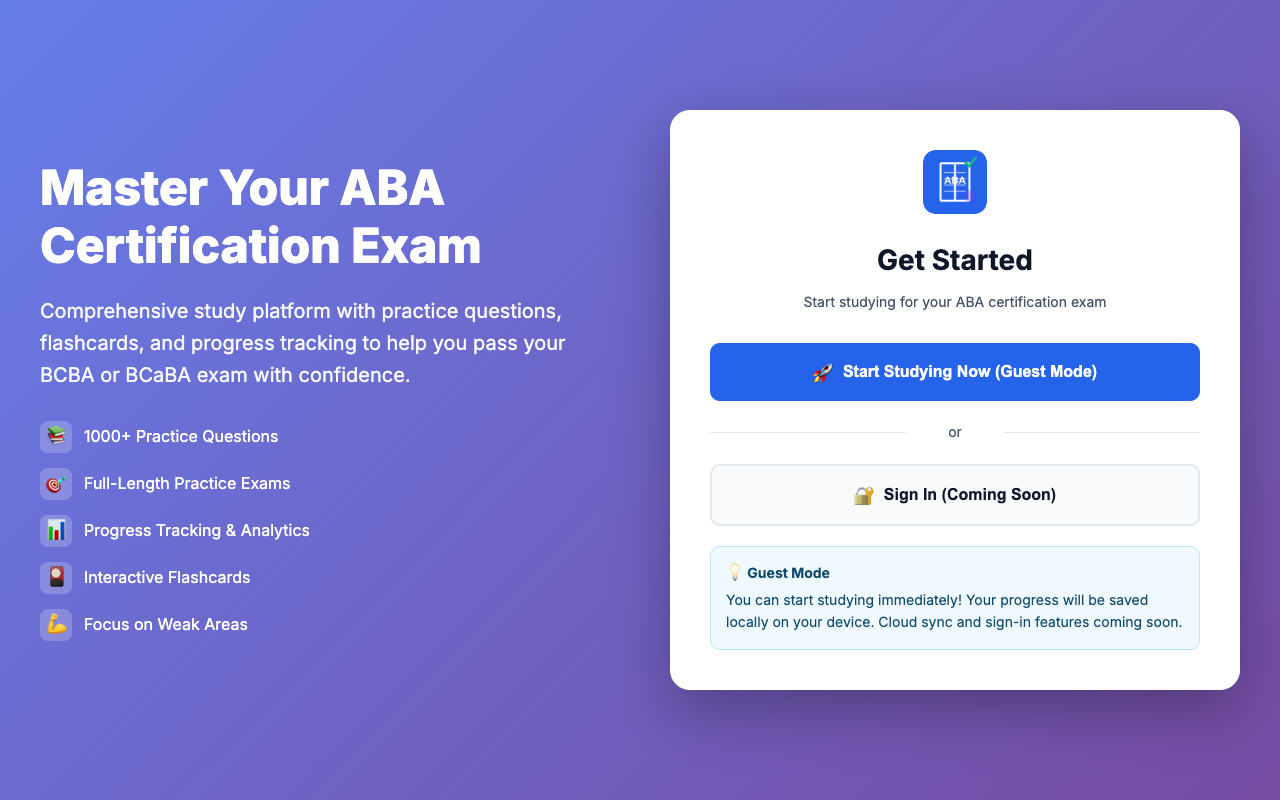 Master Your ABA
Certification Exam
Comprehensive study platform with practice questions,
flashcards, and progress tracking to help you pass your
BCBA or BCaBA exam with confidence.
1000+ Practice Questions
Full-Length Practice Exams
Progress Tracking & Analytics
Interactive Flashcards
Focus on Weak Areas
ABA
Get Started
Start studying for your ABA certification exam
Start Studying Now (Guest Mode)
or
Sign In (Coming Soon)
Guest Mode
You can start studying immediately! Your progress will be saved
locally on your device. Cloud sync and sign-in features coming soon.